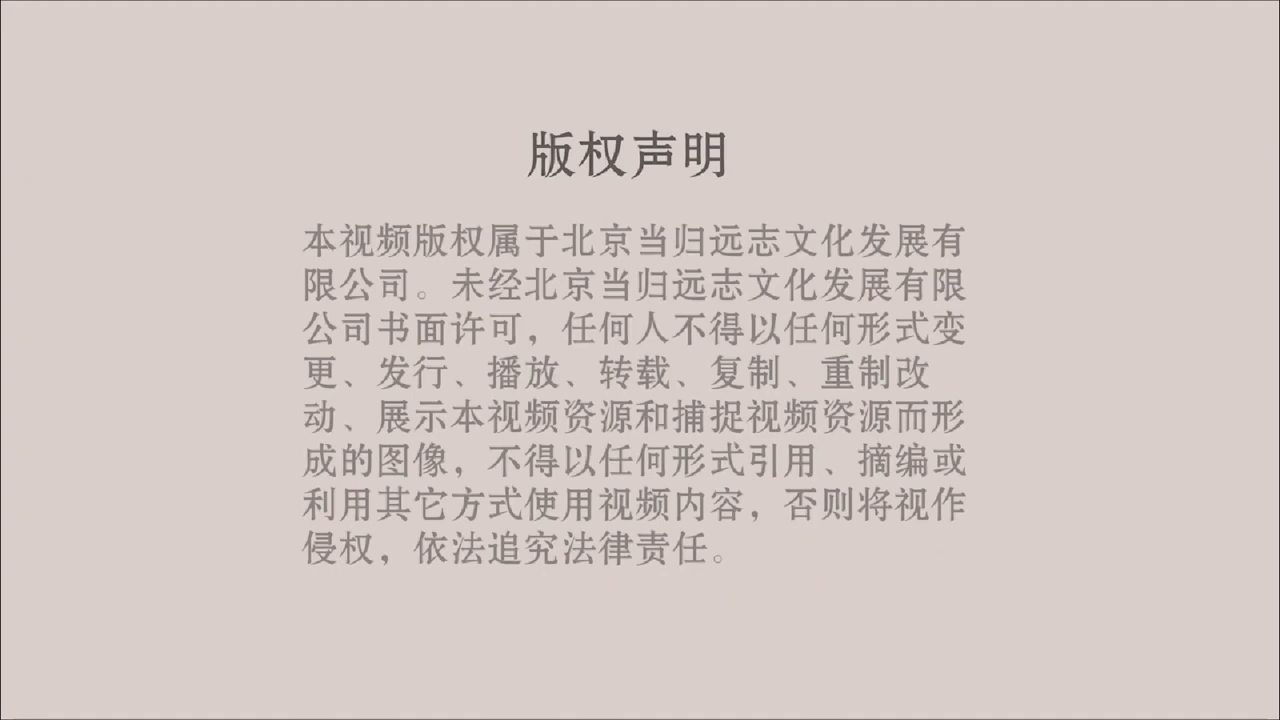 版权声明
本视频版权属于北京当归远志文化发展有
限公司。未经北京当归远志文化发展有限
公司书面许可，任何人不得以任何形式变
更、发行、播放、转载、复制、重制改
动、展示本视频资源和捕捉视频资源而形
成的图像，不得以任何形式引用、摘编或
利用其它方式使用视频内容，否则将视作
侵权，依法追究法律责任。